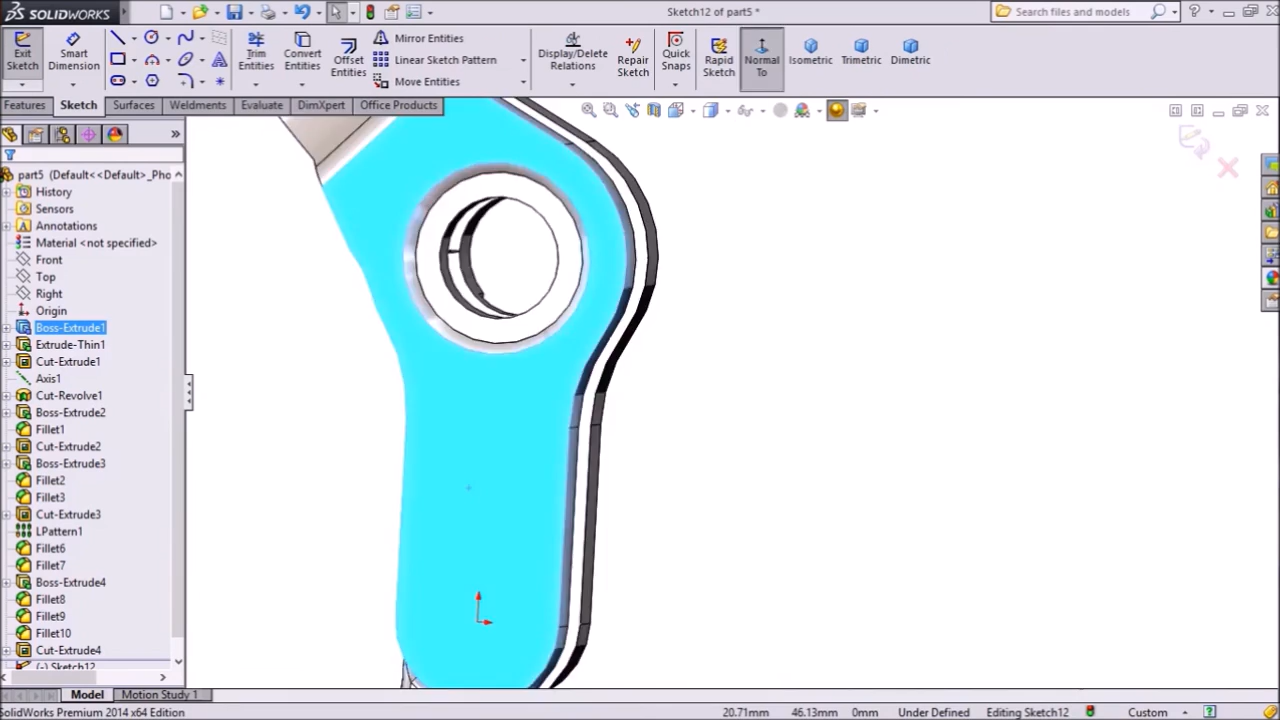 SOLIDWORKS
Sketch12 of part5 *
Search files and models
Exit Sketch
Smart Dimension
Trim Entities
Convert Entities
Offset Entities
Mirror Entities
Linear Sketch Pattern
Move Entities
Display/Delete Relations
Repair Sketch
Quick Snaps
Rapid Sketch
Normal To
Isometric
Trimetric
Dimetric
Features
Sketch
Surfaces
Weldments
Evaluate
DimXpert
Office Products
part5 (Default<<Default>_Pho
History
Sensors
Annotations
Material <not specified>
Front
Top
Right
Origin
Boss-Extrude1
Extrude-Thin1
Cut-Extrude1
Axis1
Cut-Revolve1
Boss-Extrude2
Fillet1
Cut-Extrude2
Boss-Extrude3
Fillet2
Fillet3
Cut-Extrude3
LPattern1
Fillet6
Fillet7
Boss-Extrude4
Fillet8
Fillet9
Fillet10
Cut-Extrude4
(-) Sketch12
Model
Motion Study 1
SolidWorks Premium 2014 x64 Edition
20.71mm
46.13mm
0mm
Under Defined
Editing Sketch12
Custom